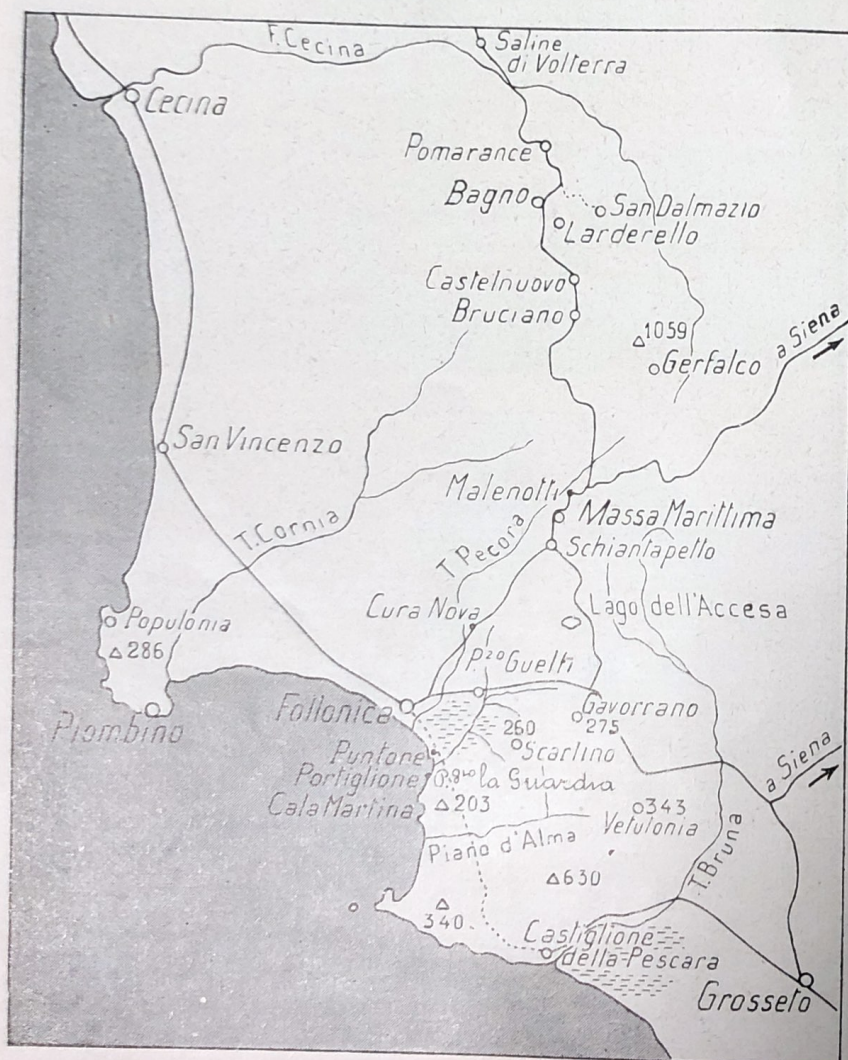 F. Cecina
Saline
di Volterra
Cecina
Pomarance
Bagno
San Dalmazio
Larderello
Castelnuovo
Bruciano
1059
Gerfalco
a Siena
San Vincenzo
Malenotti
Massa Marittima
T. Cornia
T. Pecora
Schiantapetto
Cura Nova
Lago dell'Accesa
Populonia
286
P.zo Guelfi
Piombino
Follonica
Gavorrano
260
275
Puntone
Scarlino
Portiglione
la Guardia
Cala Martina
203
343
Vetulonia
a Siena
Piano d'Alma
T. Bruna
630
340
Castiglione
della Pescara
Grosseto